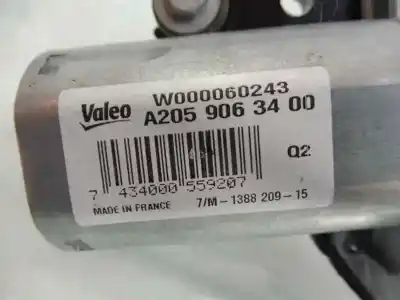 Valeo
W000060243
A205 906 34 00
Q2
7 434000 559207
MADE IN FRANCE 7/M-1388 209-15